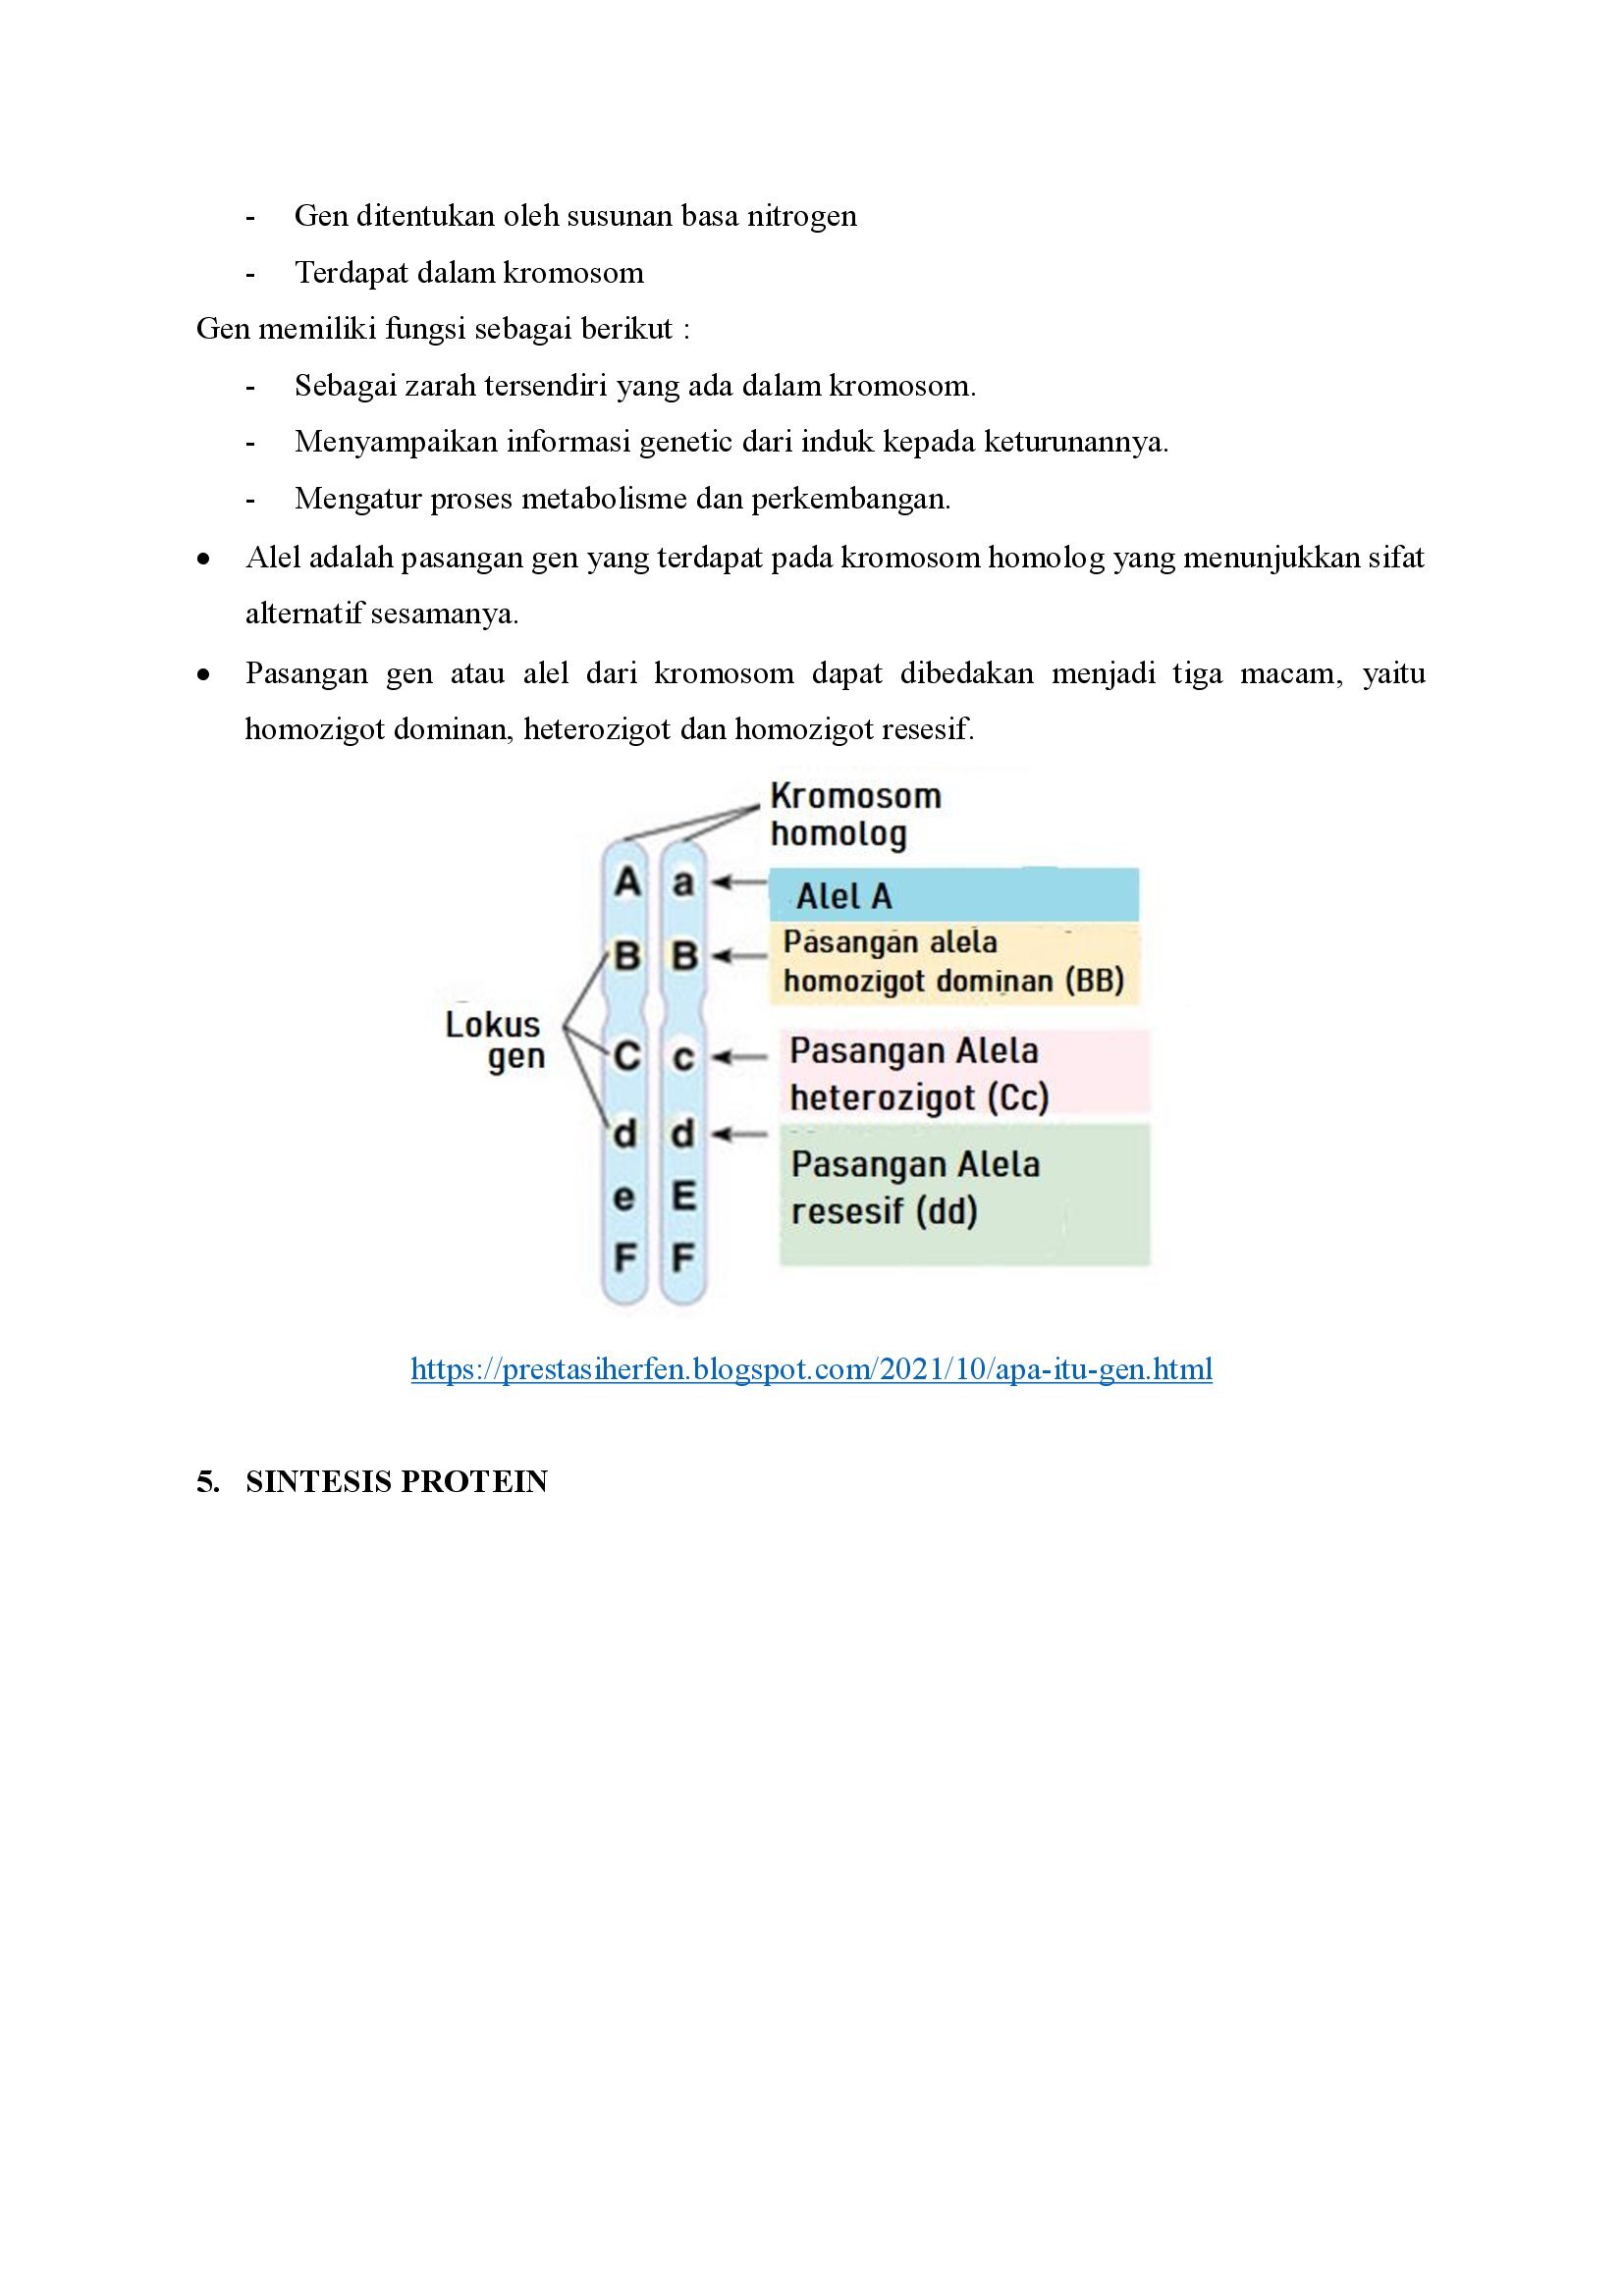 - Gen ditentukan oleh susunan basa nitrogen
- Terdapat dalam kromosom
Gen memiliki fungsi sebagai berikut :
- Sebagai zarah tersendiri yang ada dalam kromosom.
- Menyampaikan informasi genetic dari induk kepada keturunannya.
- Mengatur proses metabolisme dan perkembangan.
• Alel adalah pasangan gen yang terdapat pada kromosom homolog yang menunjukkan sifat
alternatif sesamanya.
• Pasangan gen atau alel dari kromosom dapat dibedakan menjadi tiga macam, yaitu
homozigot dominan, heterozigot dan homozigot resesif.
Kromosom
homolog
A a
Alel A
B B
Pasangan alela
homozigot dominan (BB)
Lokus
gen
C c
Pasangan Alela
heterozigot (Cc)
d d
Pasangan Alela
resesif (dd)
e E
F F
https://prestasiherfen.blogspot.com/2021/10/apa-itu-gen.html
5. SINTESIS PROTEIN